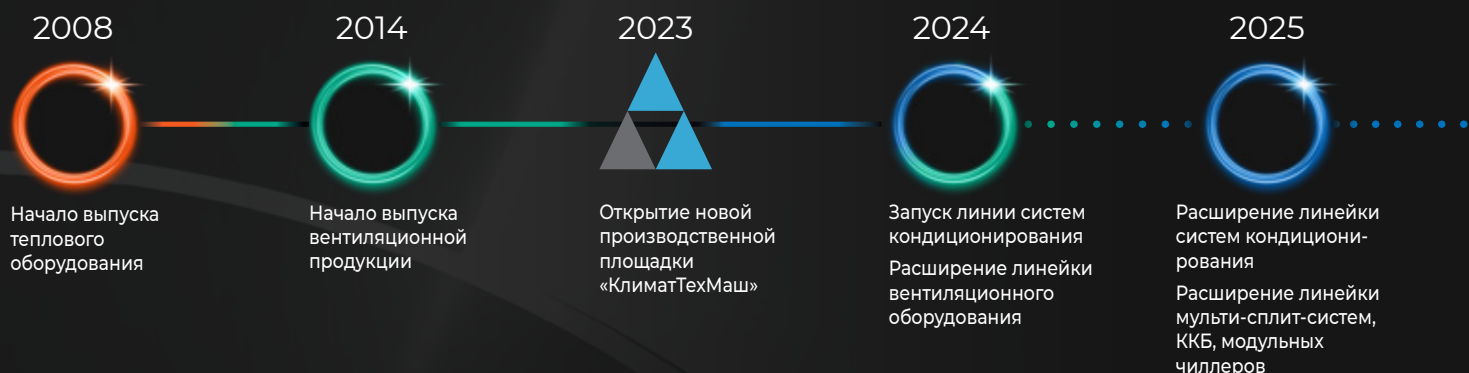 2008
Начало выпуска
теплового
оборудования
2014
Начало выпуска
вентиляционной
продукции
2023
Открытие новой
производственной
площадки
«КлиматТехМаш»
2024
Запуск линии систем
кондиционирования
Расширение линейки
вентиляционного
оборудования
2025
Расширение линейки
систем кондициони-
рования
Расширение линейки
мульти-сплит-систем,
ККБ, модульных
чиллеров